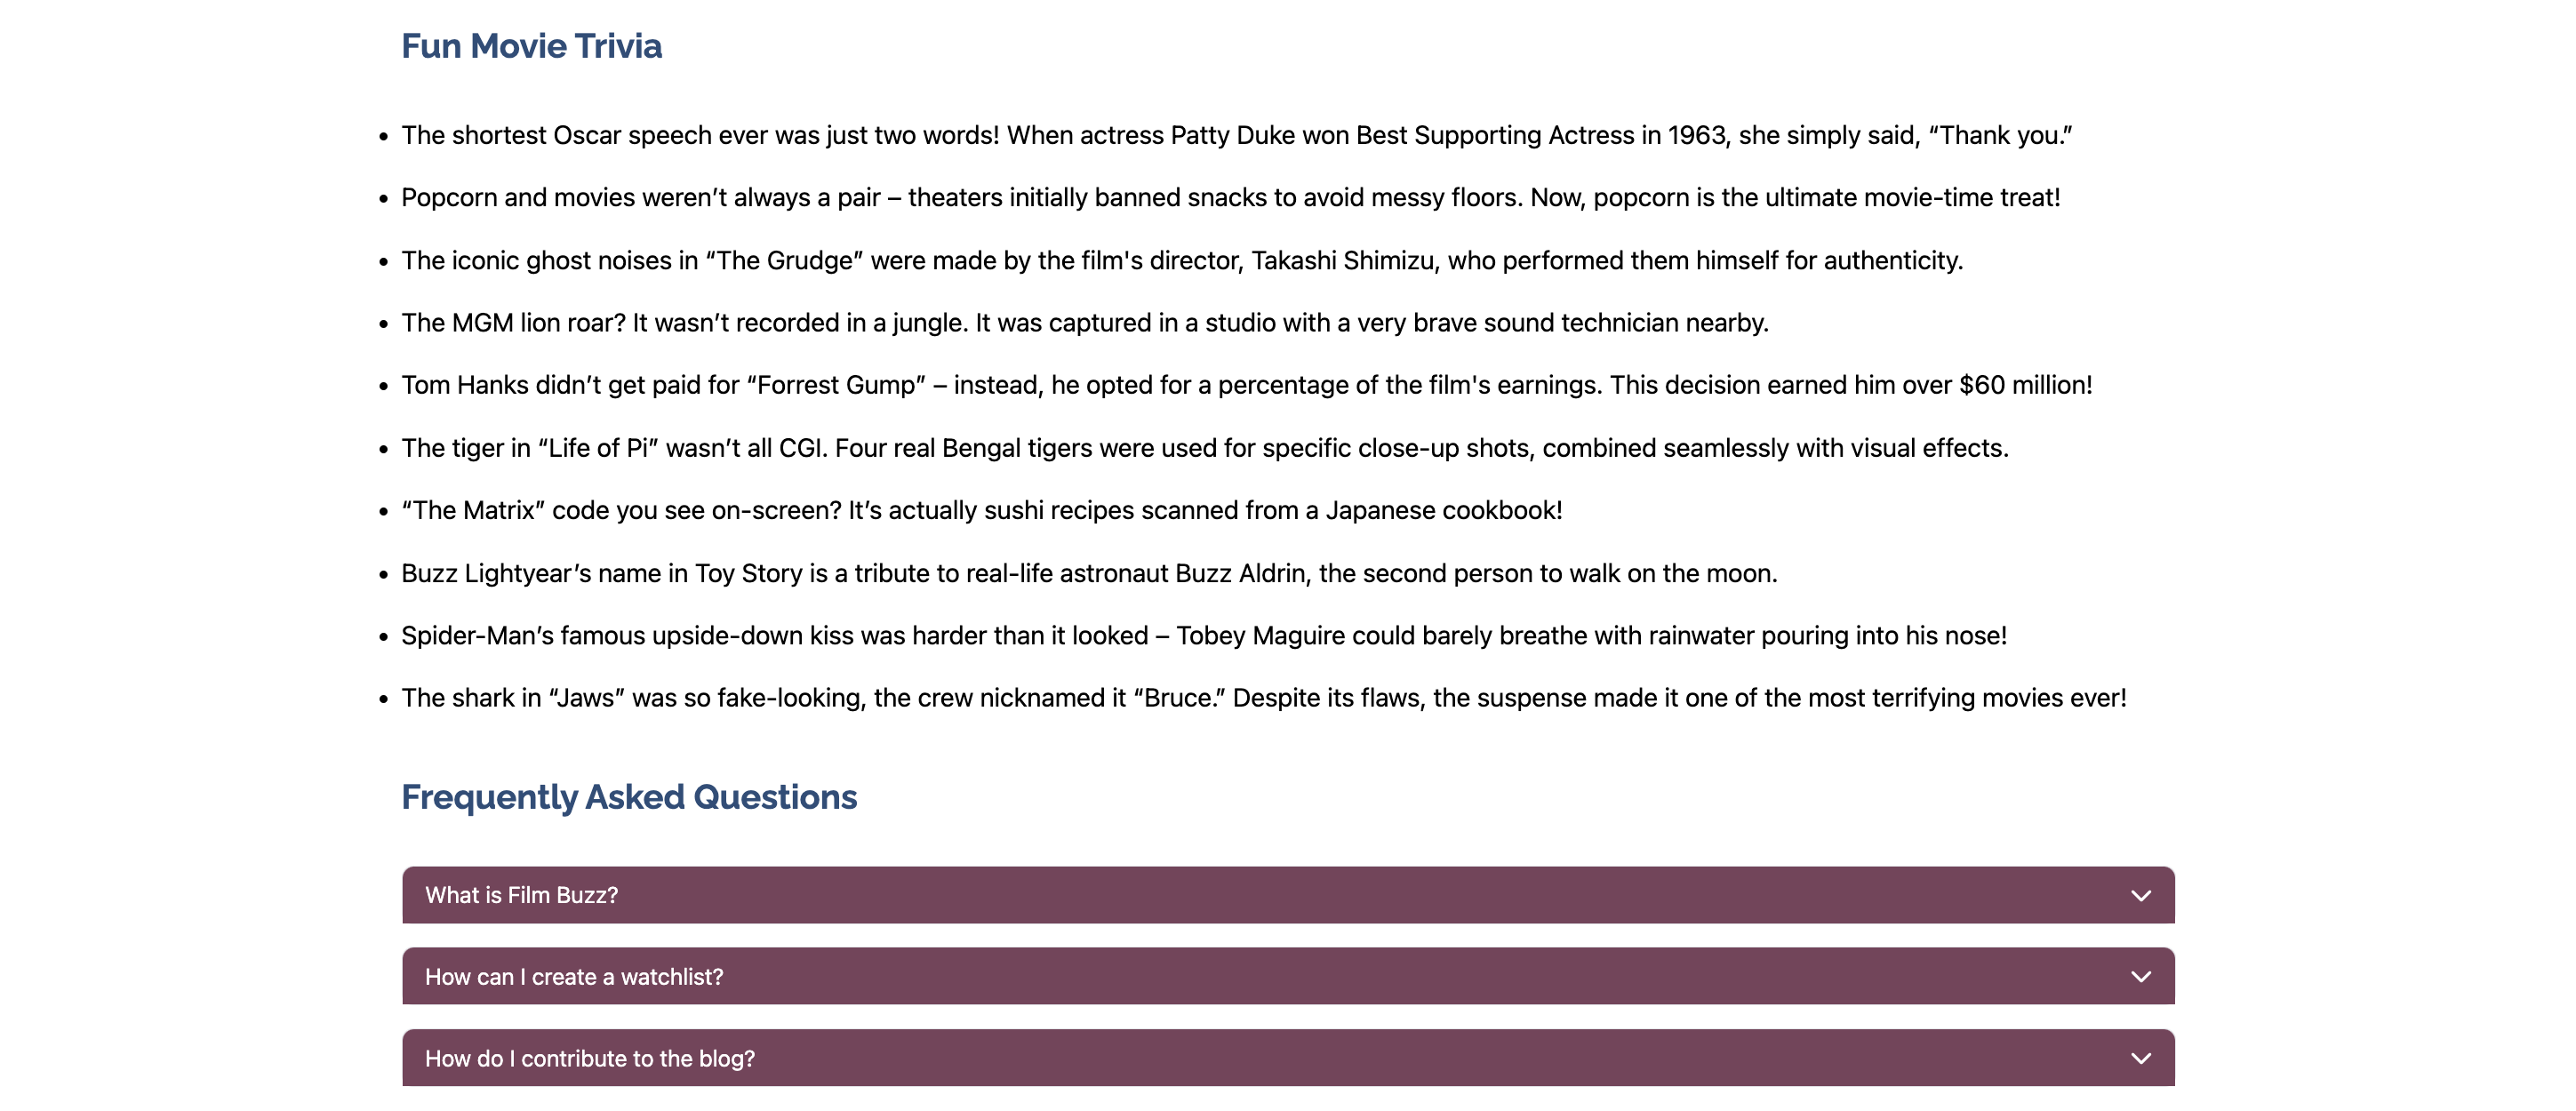 Fun Movie Trivia
• The shortest Oscar speech ever was just two words! When actress Patty Duke won Best Supporting Actress in 1963, she simply said, “Thank you.”
• Popcorn and movies weren’t always a pair – theaters initially banned snacks to avoid messy floors. Now, popcorn is the ultimate movie-time treat!
• The iconic ghost noises in “The Grudge” were made by the film's director, Takashi Shimizu, who performed them himself for authenticity.
• The MGM lion roar? It wasn’t recorded in a jungle. It was captured in a studio with a very brave sound technician nearby.
• Tom Hanks didn’t get paid for “Forrest Gump” – instead, he opted for a percentage of the film's earnings. This decision earned him over $60 million!
• The tiger in “Life of Pi” wasn’t all CGI. Four real Bengal tigers were used for specific close-up shots, combined seamlessly with visual effects.
• “The Matrix” code you see on-screen? It’s actually sushi recipes scanned from a Japanese cookbook!
• Buzz Lightyear’s name in Toy Story is a tribute to real-life astronaut Buzz Aldrin, the second person to walk on the moon.
• Spider-Man’s famous upside-down kiss was harder than it looked – Tobey Maguire could barely breathe with rainwater pouring into his nose!
• The shark in “Jaws” was so fake-looking, the crew nicknamed it “Bruce.” Despite its flaws, the suspense made it one of the most terrifying movies ever!
Frequently Asked Questions
What is Film Buzz?
How can I create a watchlist?
How do I contribute to the blog?